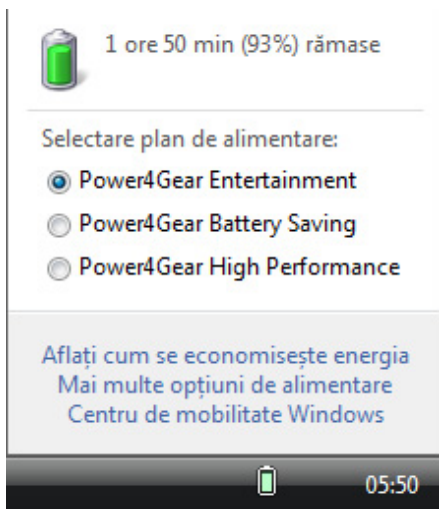 1 ore 50 min (93%) rămase
Selectare plan de alimentare:
Power4Gear Entertainment
Power4Gear Battery Saving
Power4Gear High Performance
Aflați cum se economisește energia
Mai multe opțiuni de alimentare
Centru de mobilitate Windows
05:50